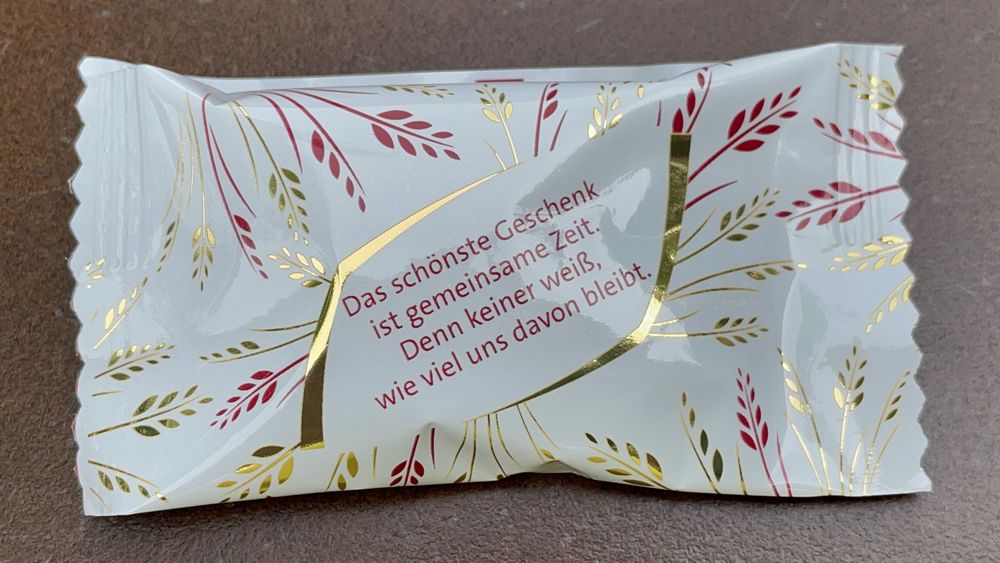 Das schönste Geschenk
ist gemeinsame Zeit.
Denn keiner weiß,
wie viel uns davon bleibt.